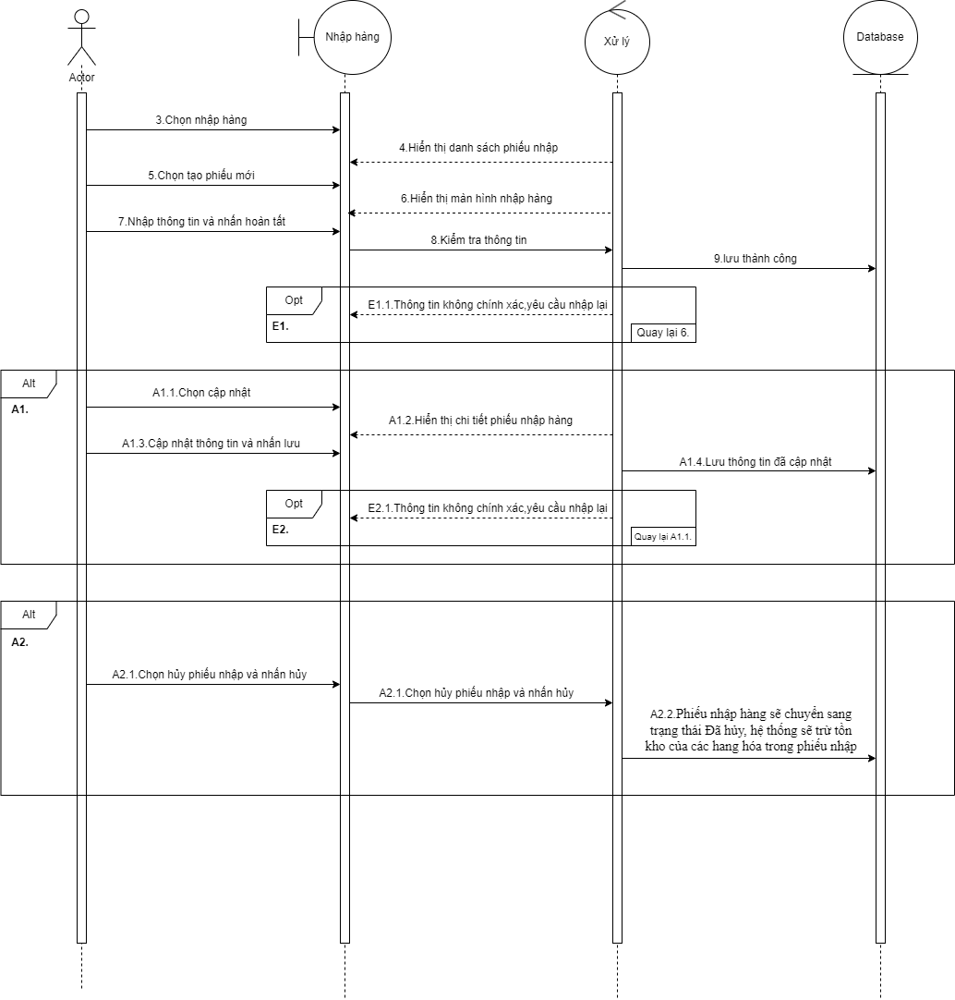 Actor
Nhập hàng
Xử lý
Database
3.Chọn nhập hàng
4.Hiển thị danh sách phiếu nhập
5.Chọn tạo phiếu mới
6.Hiển thị màn hình nhập hàng
7.Nhập thông tin và nhấn hoàn tất
8.Kiểm tra thông tin
9.lưu thành công
Opt
E1.1.Thông tin không chính xác,yêu cầu nhập lại
E1.
Quay lại 6.
Alt
A1.
A1.1.Chọn cập nhật
A1.2.Hiển thị chi tiết phiếu nhập hàng
A1.3.Cập nhật thông tin và nhấn lưu
A1.4.Lưu thông tin đã cập nhật
Opt
E2.1.Thông tin không chính xác,yêu cầu nhập lại
E2.
Quay lại A1.1.
Alt
A2.
A2.1.Chọn hủy phiếu nhập và nhấn hủy
A2.1.Chọn hủy phiếu nhập và nhấn hủy
A2.2.Phiếu nhập hàng sẽ chuyển sang
trạng thái Đã hủy, hệ thống sẽ trừ tồn
kho của các hang hóa trong phiếu nhập